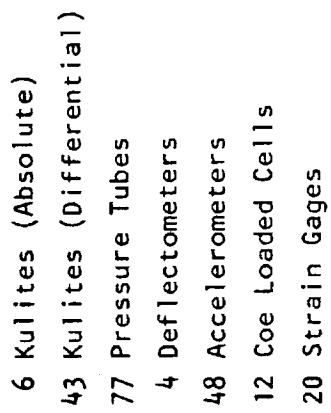 6 Kulites (Absolute)
43 Kulites (Differential)
77 Pressure Tubes
4 Deflectometers
48 Accelerometers
12 Coe Loaded Cells
20 Strain Gages